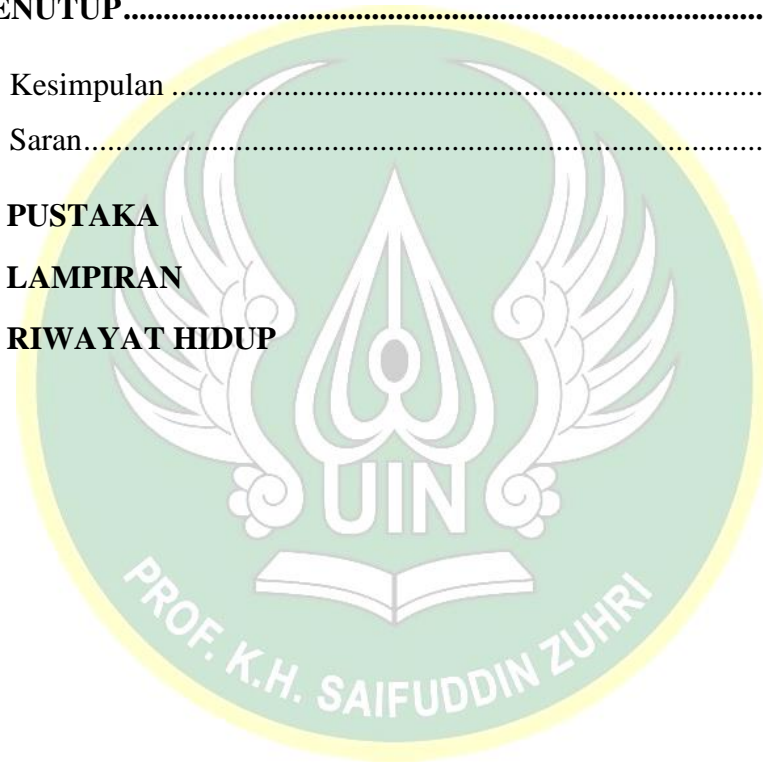 ENUTUP.......................................................................................
Kesimpulan ..........................................................................
Saran.....................................................................................
PUSTAKA
LAMPIRAN
RIWAYAT HIDUP
UIN
PROF. K.H. SAIFUDDIN ZUHRI